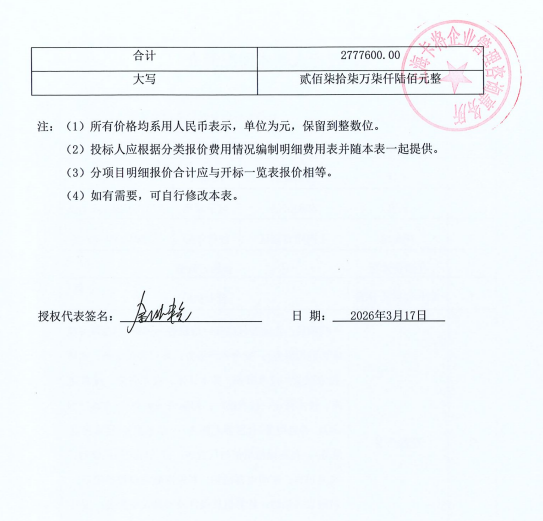 合计 2777600.00
大写 贰佰柒拾柒万柒仟陆佰元整
注：（1）所有价格均系用人民币表示，单位为元，保留到整数位。
（2）投标人应根据分类报价费用情况编制明细费用表并随本表一起提供。
（3）分项目明细报价合计应与开标一览表报价相等。
（4）如有需要，可自行修改本表。
授权代表签名： 日 期： 2026年3月17日